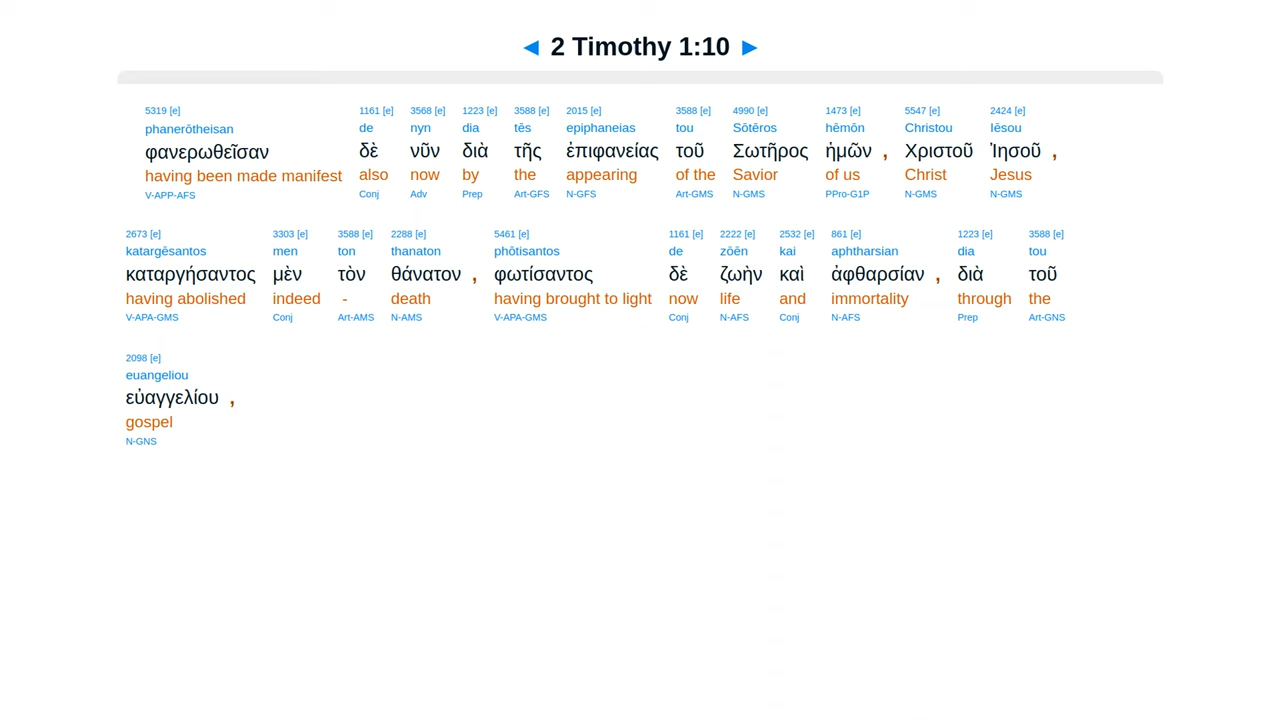 ◄ 2 Timothy 1:10 ►
5319 [e] 1161 [e] 3568 [e] 1223 [e] 3588 [e] 2015 [e] 3588 [e] 4990 [e] 1473 [e] 5547 [e] 2424 [e]
phanerōtheisan de nyn dia tēs epiphaneias tou Sōtēros hēmōn Christou Iēsou
φανερωθεῖσαν δὲ νῦν διὰ τῆς ἐπιφανείας τοῦ Σωτῆρος ἡμῶν , Χριστοῦ Ἰησοῦ ,
having been made manifest also now by the appearing of the Savior of us Christ Jesus
V-APP-AFS Conj Adv Prep Art-GFS N-GFS Art-GMS N-GMS PPro-G1P N-GMS N-GMS
2673 [e] 3303 [e] 3588 [e] 2288 [e] 5461 [e] 1161 [e] 2222 [e] 2532 [e] 861 [e] 1223 [e] 3588 [e]
katargēsantos men ton thanaton phōtisantos de zōēn kai aphtharsian dia tou
καταργήσαντος μὲν τὸν θάνατον , φωτίσαντος δὲ ζωὴν καὶ ἀφθαρσίαν , διὰ τοῦ
having abolished indeed - death having brought to light now life and immortality through the
V-APA-GMS Conj Art-AMS N-AMS V-APA-GMS Conj N-AFS Conj N-AFS Prep Art-GNS
2098 [e]
euangeliou
εὐαγγελίου ,
gospel
N-GNS